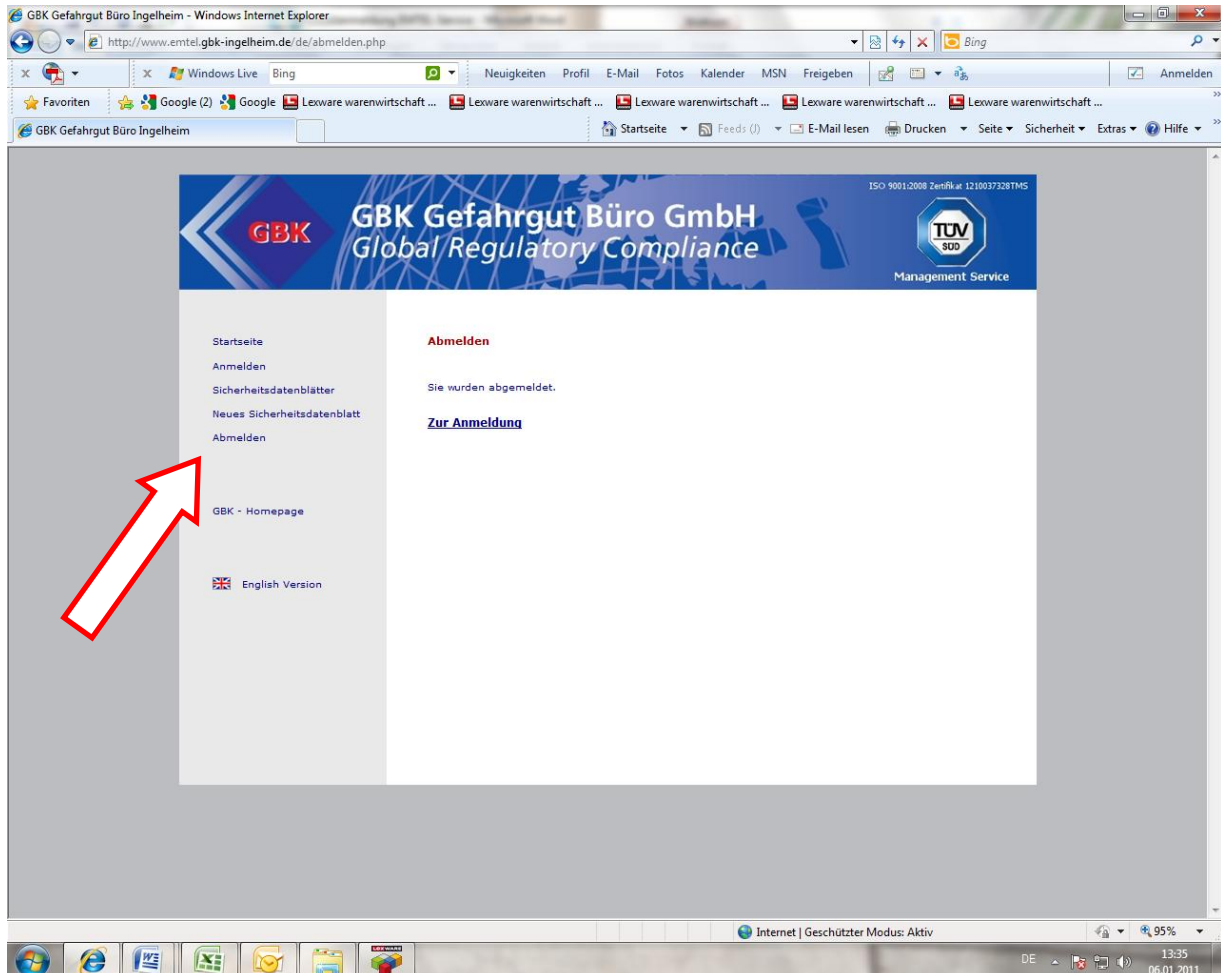 GBK Gefahrgut Büro Ingelheim - Windows Internet Explorer
http://www.emtel.gbk-ingelheim.de/de/abmelden.php
Bing
x
x Windows Live Bing Neuigkeiten Profil E-Mail Fotos Kalender MSN Freigeben Anmelden
Favoriten Google (2) Google Lexware warenwirtschaft ... Lexware warenwirtschaft ... Lexware warenwirtschaft ... Lexware warenwirtschaft ... Lexware warenwirtschaft ...
GBK Gefahrgut Büro Ingelheim Startseite Feeds (J) E-Mail lesen Drucken Seite Sicherheit Extras Hilfe
ISO 9001:2008 Zertifikat 1210037328TMS
GBK
GBK Gefahrgut Büro GmbH
Global Regulatory Compliance
TÜV
SÜD
Management Service
Startseite
Anmelden
Sicherheitsdatenblätter
Neues Sicherheitsdatenblatt
Abmelden
GBK - Homepage
English Version
Abmelden
Sie wurden abgemeldet.
Zur Anmeldung
Internet | Geschützter Modus: Aktiv 95%
LEXWARE
DE 13:35
06.01.2011